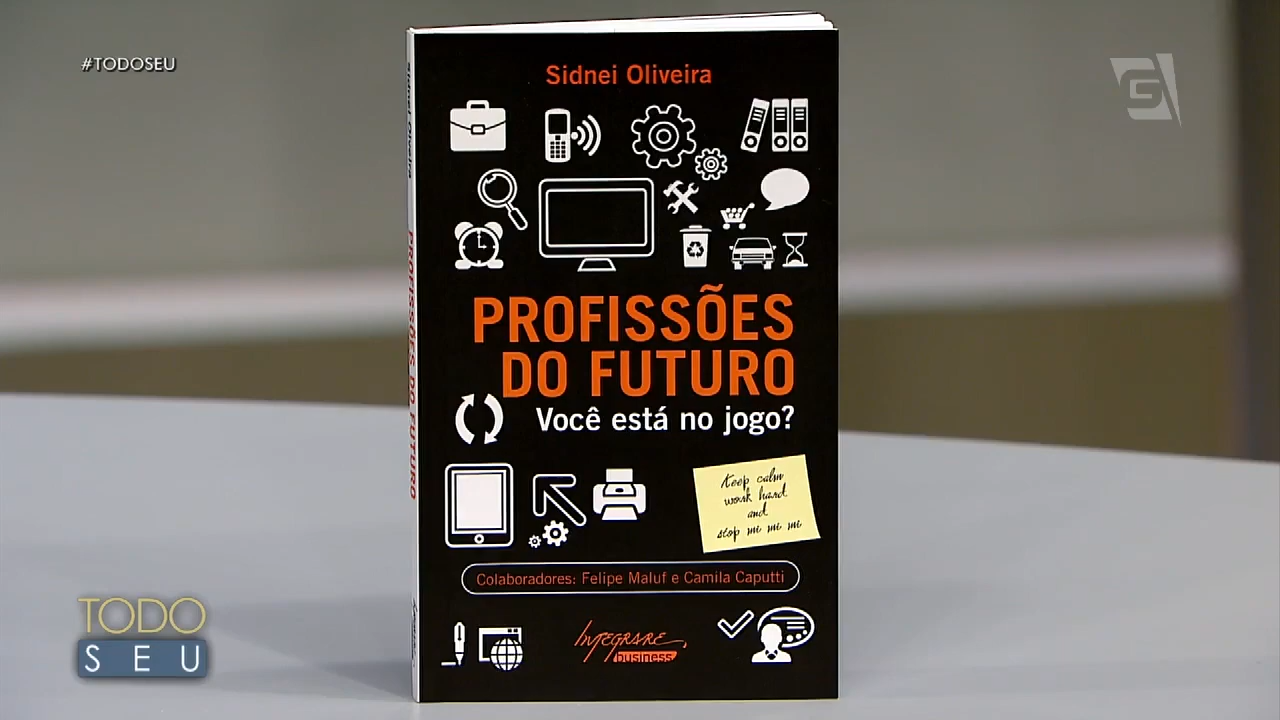 #TODOSEU
Sidnei Oliveira
PROFISSÕES
DO FUTURO
Você está no jogo?
Keep calm
work hard
and
stop mi mi mi
Colaboradores: Felipe Maluf e Camila Caputti
INTEGRARE
business
Sidnei Oliveira
PROFISSÕES DO FUTURO
TODO
SEU